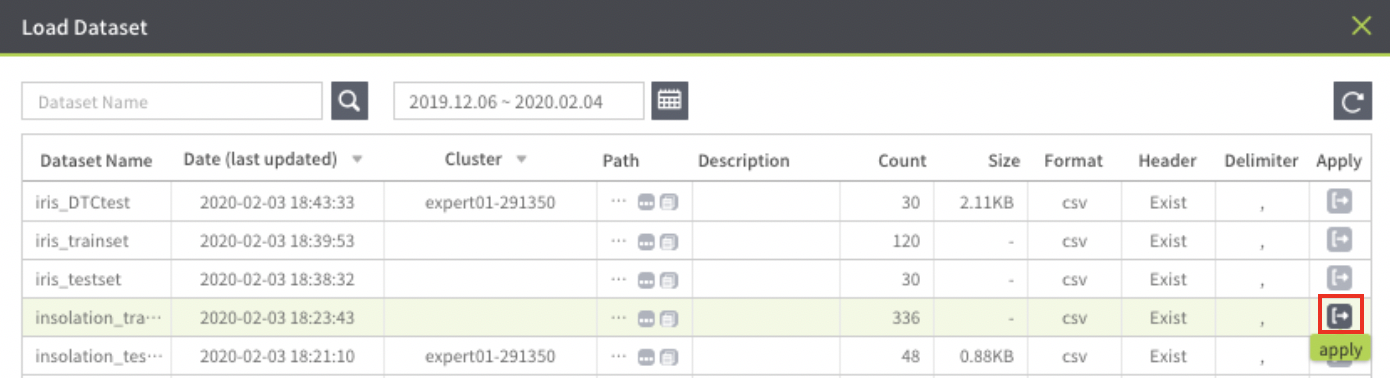 Load Dataset
Dataset Name 2019.12.06 ~ 2020.02.04
Dataset Name Date (last updated) Cluster Path Description Count Size Format Header Delimiter Apply
iris_DTCtest 2020-02-03 18:43:33 expert01-291350 ··· 30 2.11KB csv Exist ,
iris_trainset 2020-02-03 18:39:53 ··· 120 - csv Exist ,
iris_testset 2020-02-03 18:38:32 ··· 30 - csv Exist ,
insolation_tra··· 2020-02-03 18:23:43 ··· 336 - csv Exist ,
insolation_tes··· 2020-02-03 18:21:10 expert01-291350 ··· 48 0.88KB csv Exist ,
apply